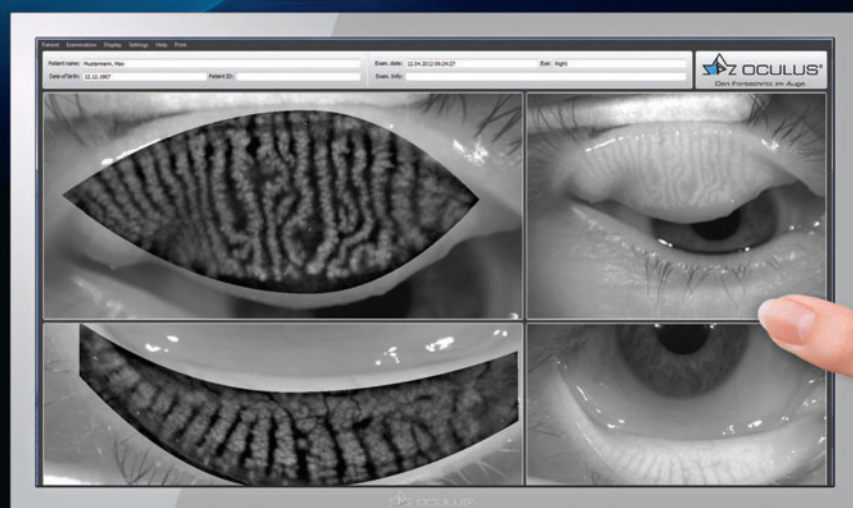 Patient Examination Display Settings Help Print
Patient name: Mustermann, Max
Exam. date: 12.04.2012 09:24:27
Eye: Right
Date of birth: 12.12.1967
Patient ID:
Exam. Info:
OCULUS®
Den Fortschritt im Auge
OCULUS